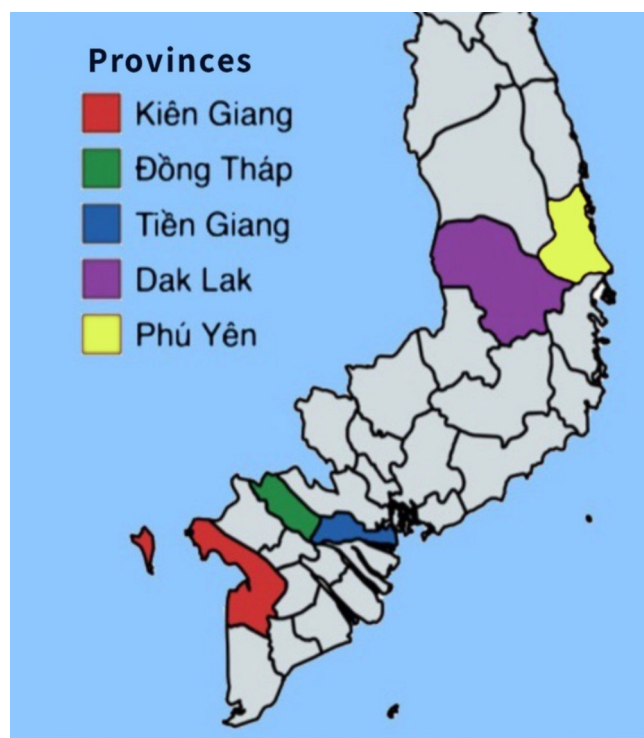 Provinces
Kiên Giang
Đồng Tháp
Tiền Giang
Dak Lak
Phú Yên